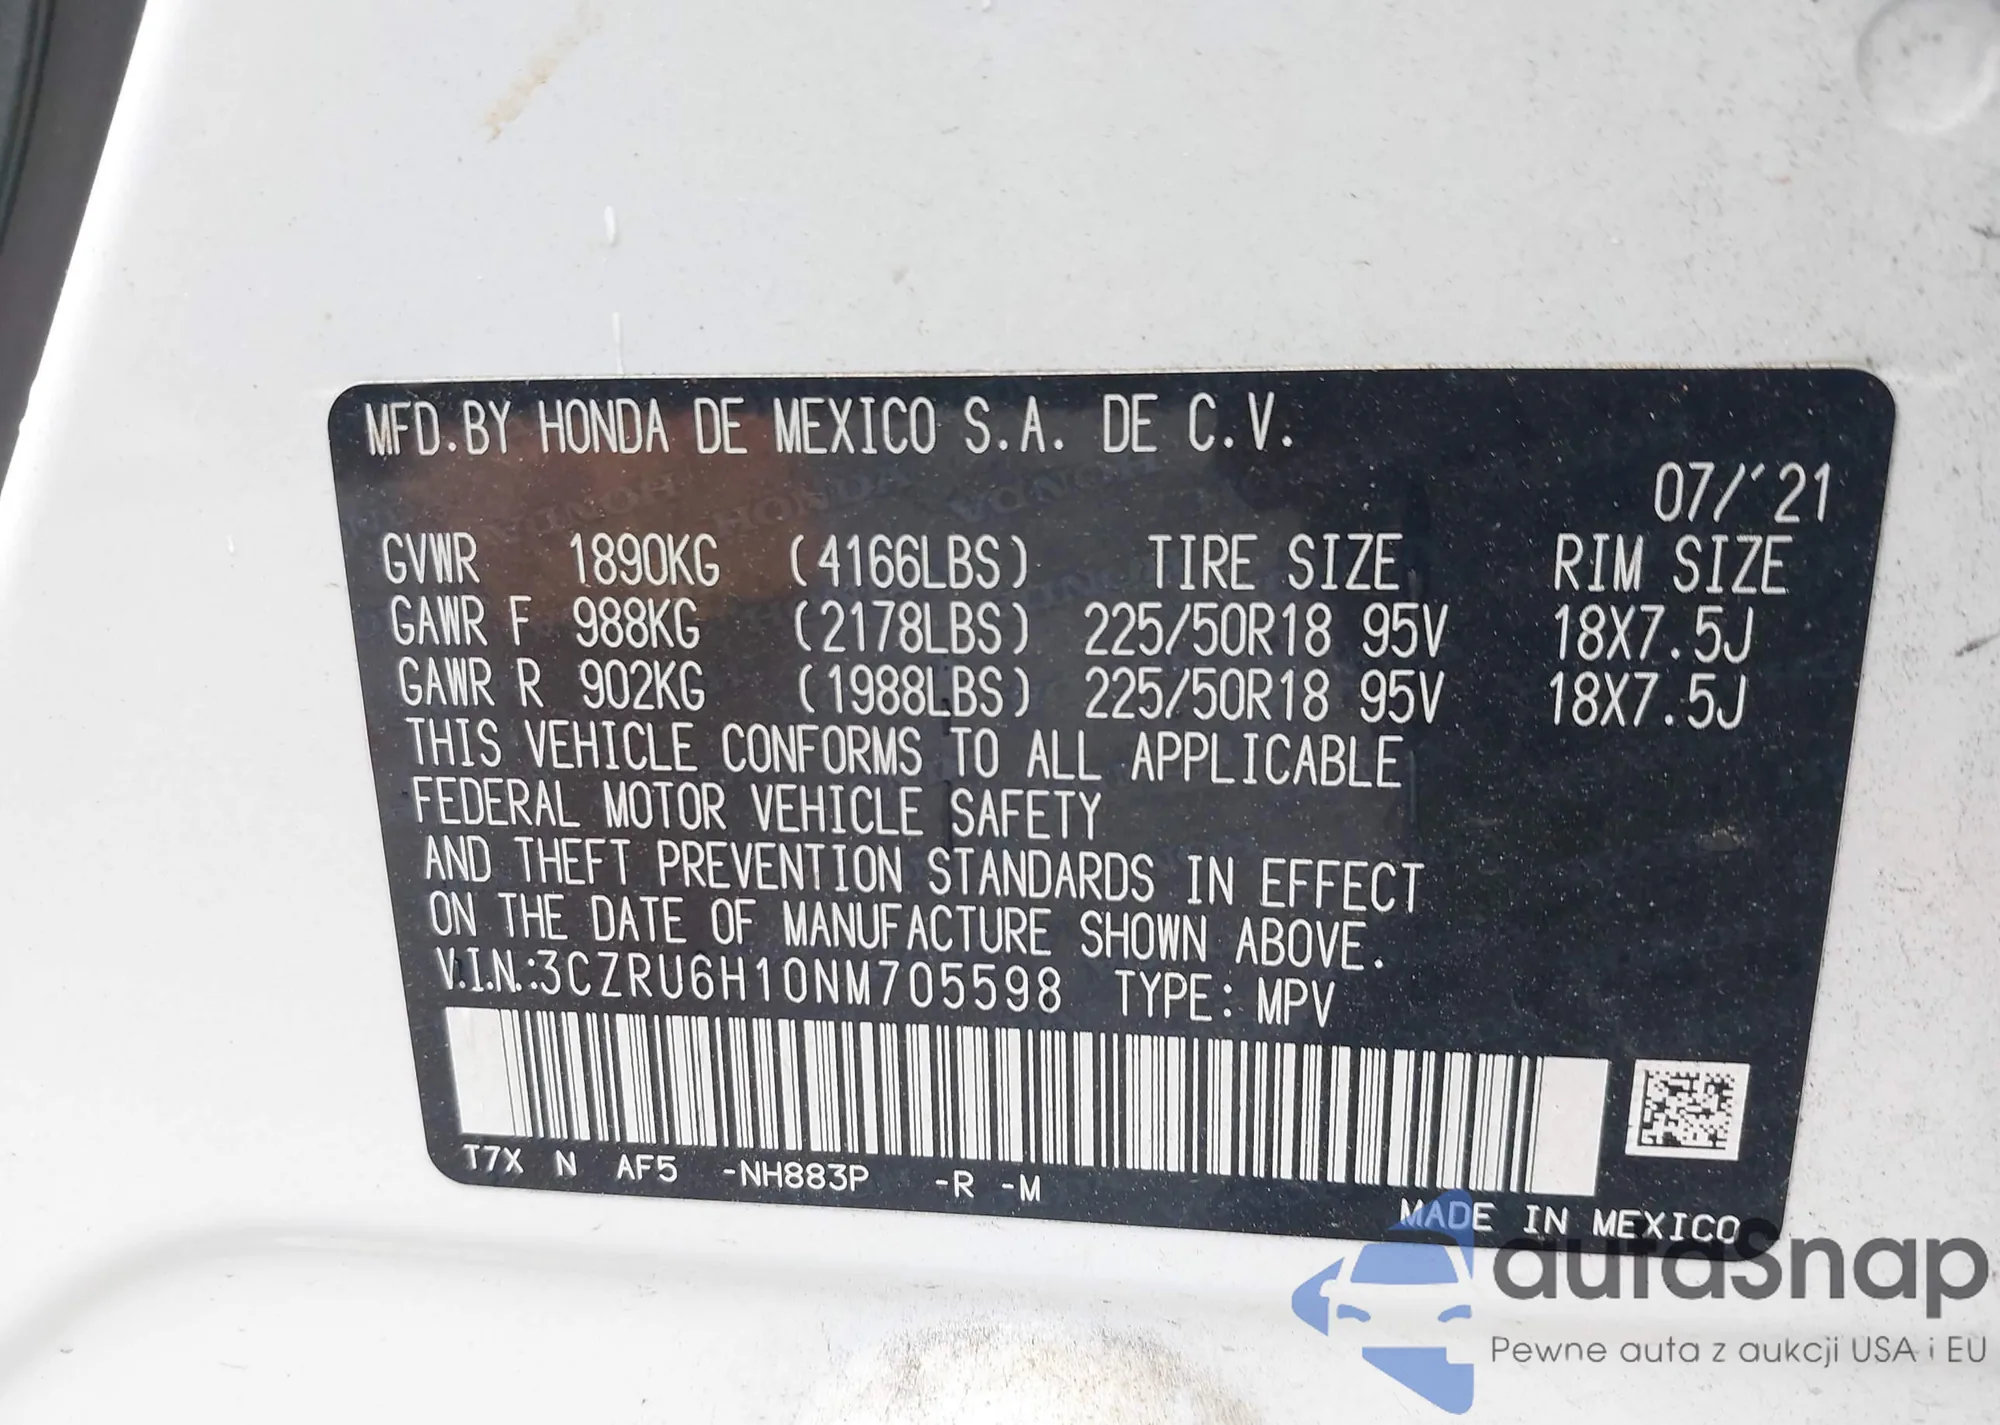 MFD.BY HONDA DE MEXICO S.A. DE C.V.
07/'21
GVWR 1890KG (4166LBS) TIRE SIZE RIM SIZE
GAWR F 988KG (2178LBS) 225/50R18 95V 18X7.5J
GAWR R 902KG (1988LBS) 225/50R18 95V 18X7.5J
THIS VEHICLE CONFORMS TO ALL APPLICABLE
FEDERAL MOTOR VEHICLE SAFETY
AND THEFT PREVENTION STANDARDS IN EFFECT
ON THE DATE OF MANUFACTURE SHOWN ABOVE.
V.I.N.:3CZRU6H10NM705598 TYPE: MPV
T7X N AF5 -NH883P -R -M
MADE IN MEXICO
autaSnap
Pewne auta z aukcji USA i EU